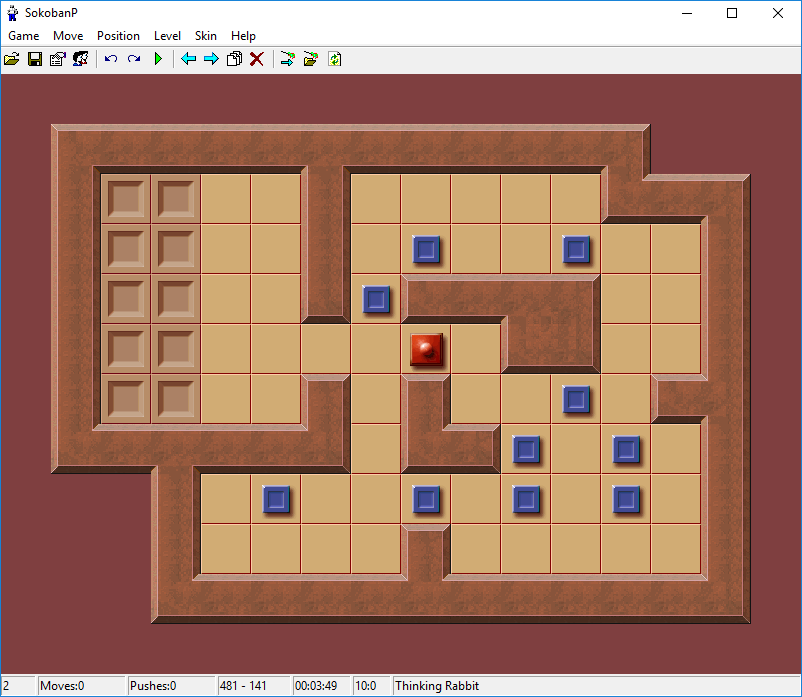 SokobanP
Game Move Position Level Skin Help
2 Moves:0 Pushes:0 481 - 141 00:03:49 10:0 Thinking Rabbit